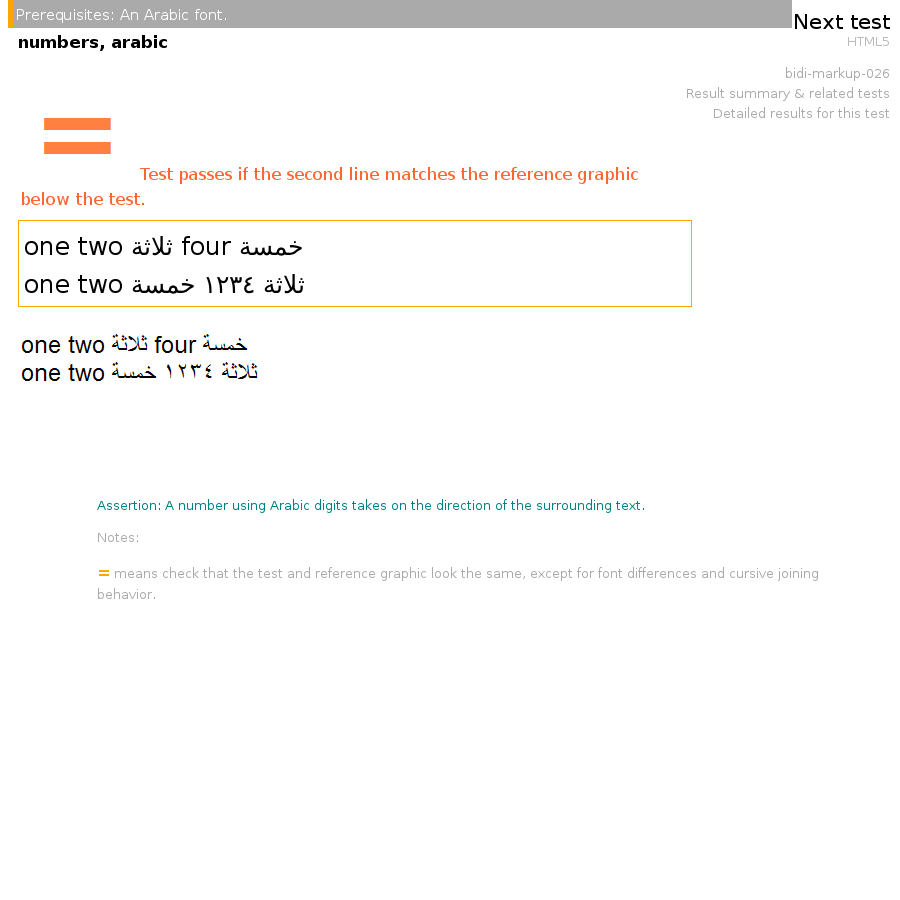 Prerequisites: An Arabic font.
Next test
numbers, arabic
HTML5
bidi-markup-026
Result summary & related tests
Detailed results for this test
Test passes if the second line matches the reference graphic
below the test.
one two ثلاثة four خمسة
one two ثلاثة ١٢٣٤ خمسة
one two ثلاثة four خمسة
one two ثلاثة ١٢٣٤ خمسة
Assertion: A number using Arabic digits takes on the direction of the surrounding text.
Notes:
= means check that the test and reference graphic look the same, except for font differences and cursive joining
behavior.